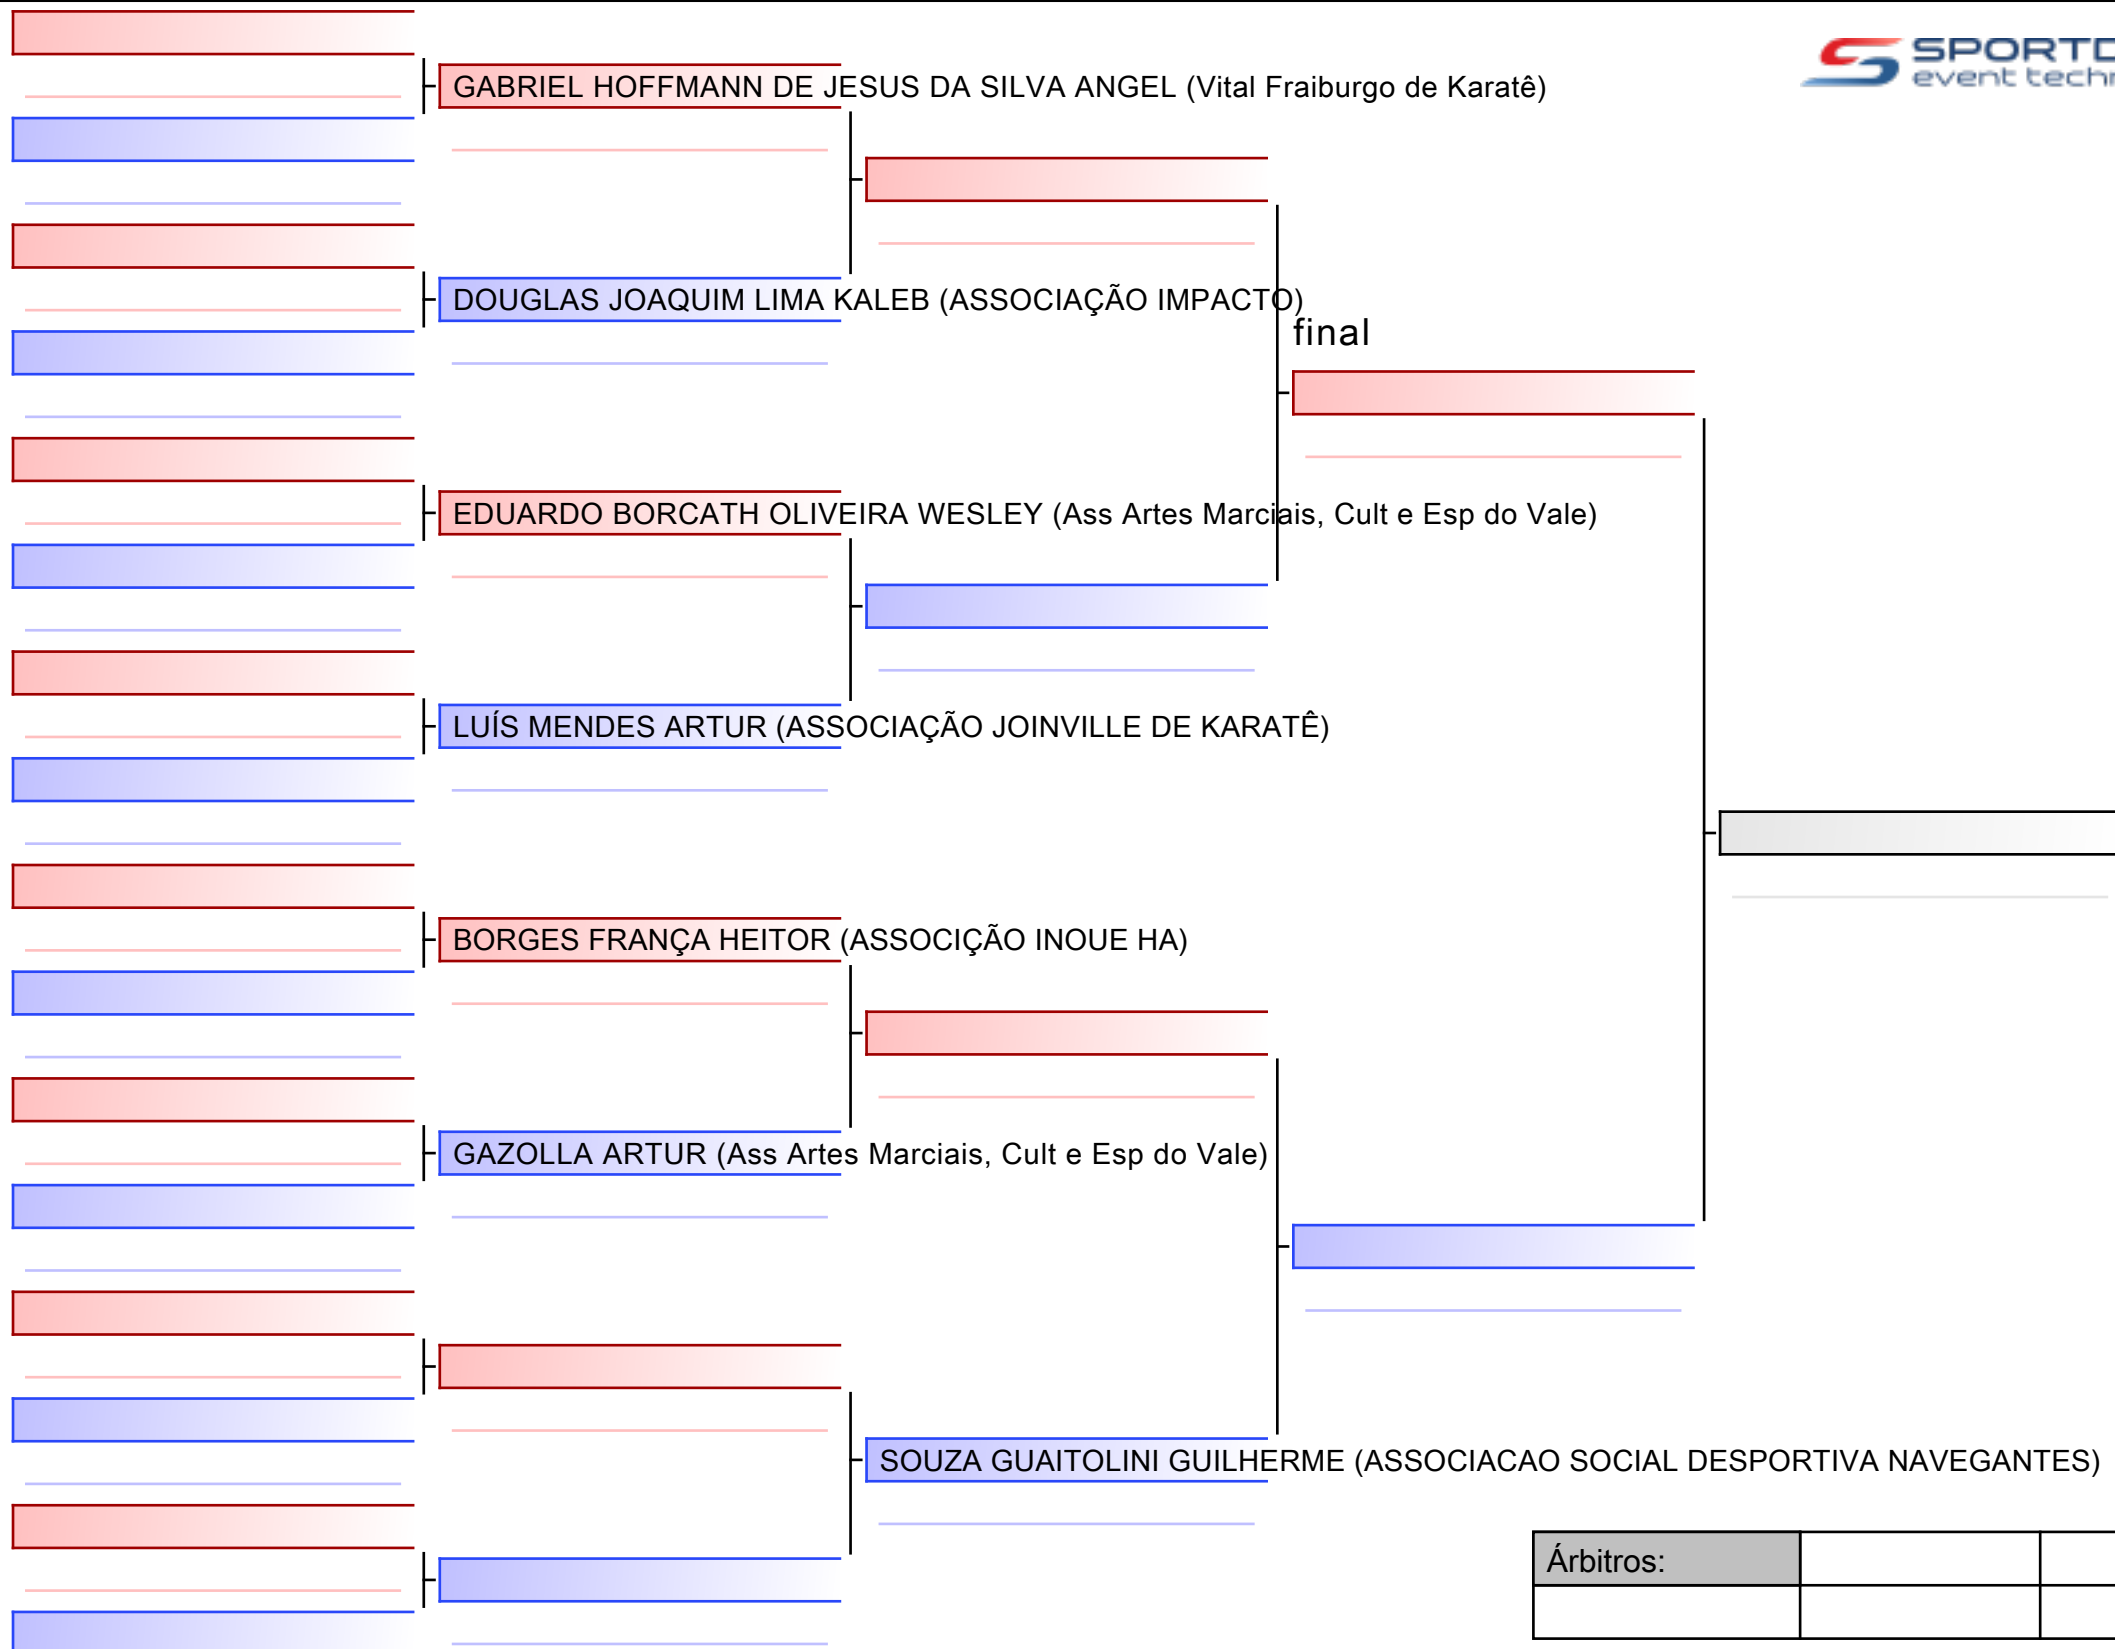 SPORTD
event techn
GABRIEL HOFFMANN DE JESUS DA SILVA ANGEL (Vital Fraiburgo de Karatê)
DOUGLAS JOAQUIM LIMA KALEB (ASSOCIAÇÃO IMPACTO)
final
EDUARDO BORCATH OLIVEIRA WESLEY (Ass Artes Marciais, Cult e Esp do Vale)
LUÍS MENDES ARTUR (ASSOCIAÇÃO JOINVILLE DE KARATÊ)
BORGES FRANÇA HEITOR (ASSOCIÇÃO INOUE HA)
GAZOLLA ARTUR (Ass Artes Marciais, Cult e Esp do Vale)
SOUZA GUAITOLINI GUILHERME (ASSOCIACAO SOCIAL DESPORTIVA NAVEGANTES)
Árbitros: